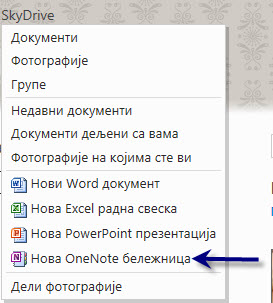 SkyDrive
Документи
Фотографије
Групе
Недавни документи
Документи дељени са вама
Фотографије на којима сте ви
Нови Word документ
Нова Excel радна свеска
Нова PowerPoint презентација
Нова OneNote бележница
Дели фотографије